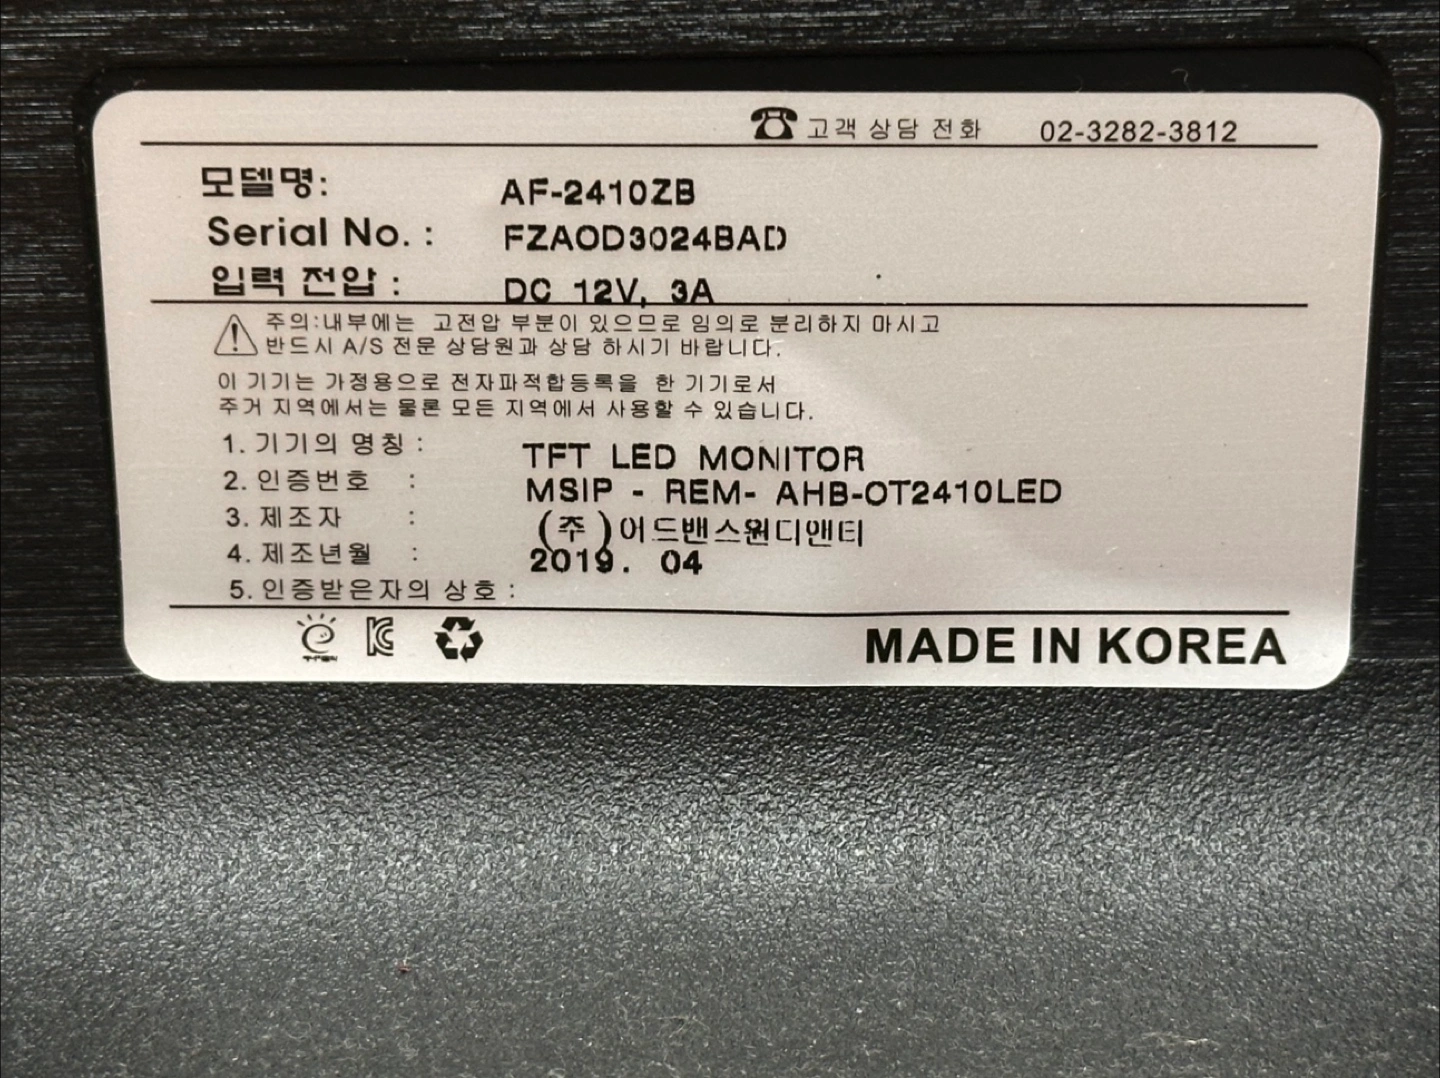 ☎ 고객 상담 전화 02-3282-3812
모델명: AF-2410ZB
Serial No. : FZAOD3024BAD
입력 전압 : DC 12V, 3A
주의:내부에는 고전압 부분이 있으므로 임의로 분리하지 마시고
반드시 A/S 전문 상당원과 상담 하시기 바랍니다.
이 기기는 가정용으로 전자파적합등록을 한 기기로서
주거 지역에서는 물론 모든 지역에서 사용할 수 있습니다.
1. 기기의 명칭 : TFT LED MONITOR
2. 인증번호 : MSIP - REM- AHB-OT2410LED
3. 제조자 : (주)어드밴스원디앤티
4. 제조년월 : 2019. 04
5. 인증받은자의 상호 :
MADE IN KOREA